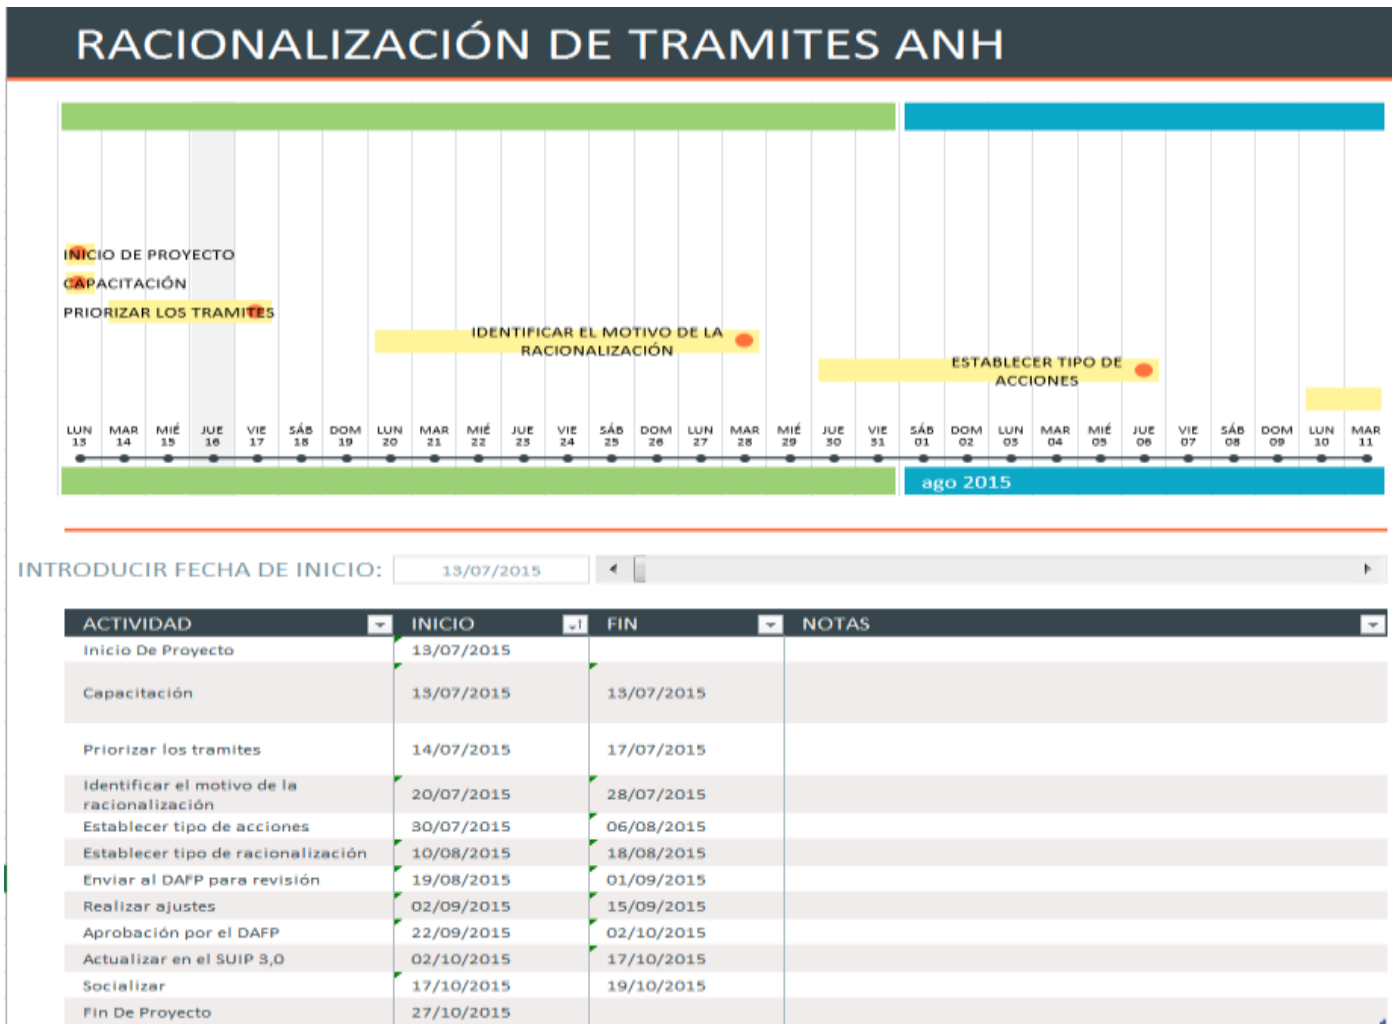 RACIONALIZACIÓN DE TRAMITES ANH
INICIO DE PROYECTO
CAPACITACIÓN
PRIORIZAR LOS TRAMITES
IDENTIFICAR EL MOTIVO DE LA
RACIONALIZACIÓN
ESTABLECER TIPO DE
ACCIONES
LUN MAR MIÉ JUE VIE SÁB DOM LUN MAR MIÉ JUE VIE SÁB DOM LUN MAR MIÉ JUE VIE SÁB DOM LUN MAR MIÉ JUE VIE SÁB DOM LUN MAR
13 14 15 16 17 18 19 20 21 22 23 24 25 26 27 28 29 30 31 01 02 03 04 05 06 07 08 09 10 11
ago 2015
INTRODUCIR FECHA DE INICIO: 13/07/2015
ACTIVIDAD INICIO FIN NOTAS
Inicio De Proyecto 13/07/2015
Capacitación 13/07/2015 13/07/2015
Priorizar los tramites 14/07/2015 17/07/2015
Identificar el motivo de la
racionalización 20/07/2015 28/07/2015
Establecer tipo de acciones 30/07/2015 06/08/2015
Establecer tipo de racionalización 10/08/2015 18/08/2015
Enviar al DAFP para revisión 19/08/2015 01/09/2015
Realizar ajustes 02/09/2015 15/09/2015
Aprobación por el DAFP 22/09/2015 02/10/2015
Actualizar en el SUIP 3,0 02/10/2015 17/10/2015
Socializar 17/10/2015 19/10/2015
Fin De Proyecto 27/10/2015